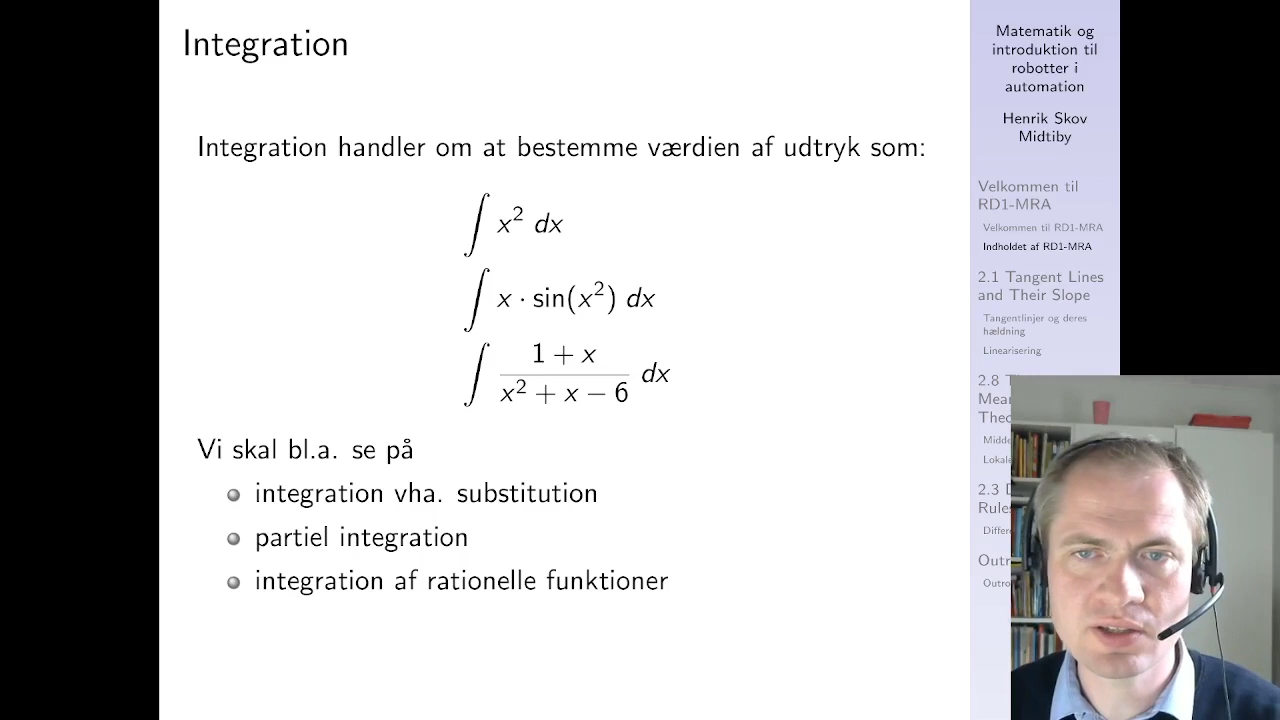 Integration
Integration handler om at bestemme værdien af udtryk som:
∫ x² dx
∫ x · sin(x²) dx
∫ (1 + x)/(x² + x − 6) dx
Vi skal bl.a. se på
integration vha. substitution
partiel integration
integration af rationelle funktioner
Matematik og
introduktion til
robotter i
automation
Henrik Skov
Midtiby
Velkommen til
RD1-MRA
Velkommen til RD1-MRA
Indholdet af RD1-MRA
2.1 Tangent Lines
and Their Slope
Tangentlinjer og deres
hældning
Linearisering
2.8
2.3